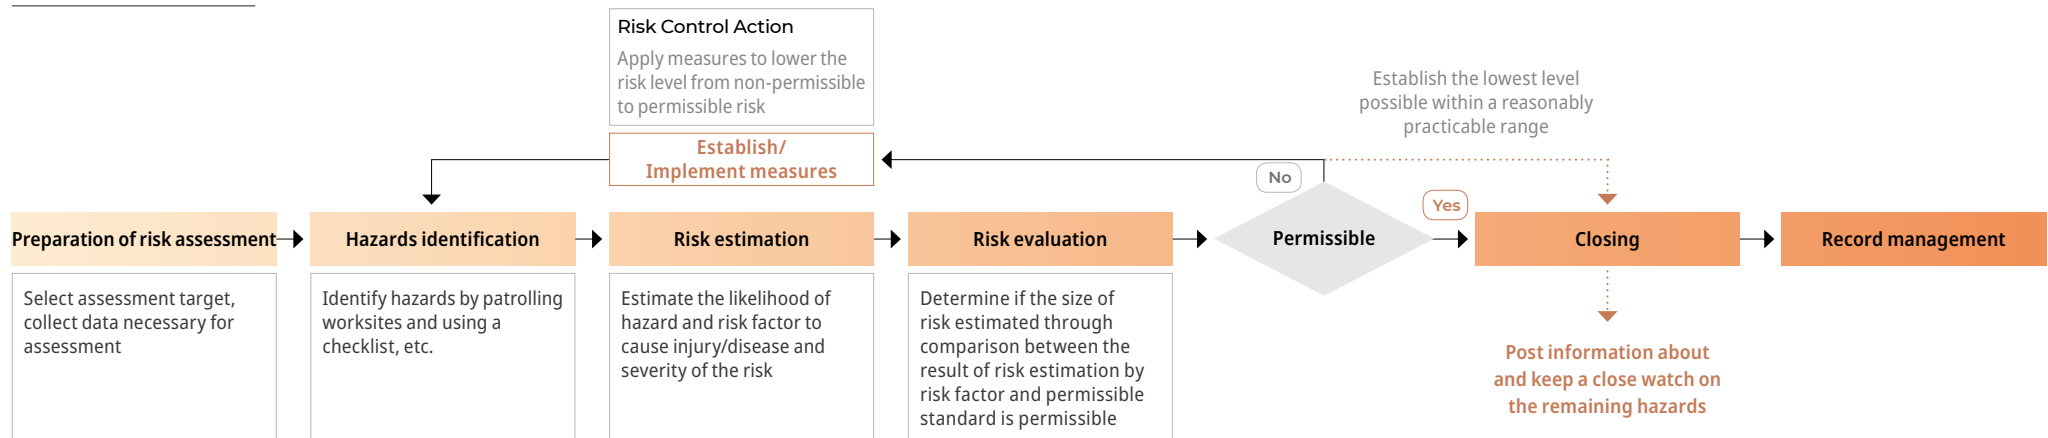 Risk Control Action
Apply measures to lower the
risk level from non-permissible
to permissible risk
Establish/
Implement measures
Establish the lowest level
possible within a reasonably
practicable range
No
Yes
Preparation of risk assessment
Hazards identification
Risk estimation
Risk evaluation
Permissible
Closing
Record management
Select assessment target,
collect data necessary for
assessment
Identify hazards by patrolling
worksites and using a
checklist, etc.
Estimate the likelihood of
hazard and risk factor to
cause injury/disease and
severity of the risk
Determine if the size of
risk estimated through
comparison between the
result of risk estimation by
risk factor and permissible
standard is permissible
Post information about
and keep a close watch on
the remaining hazards